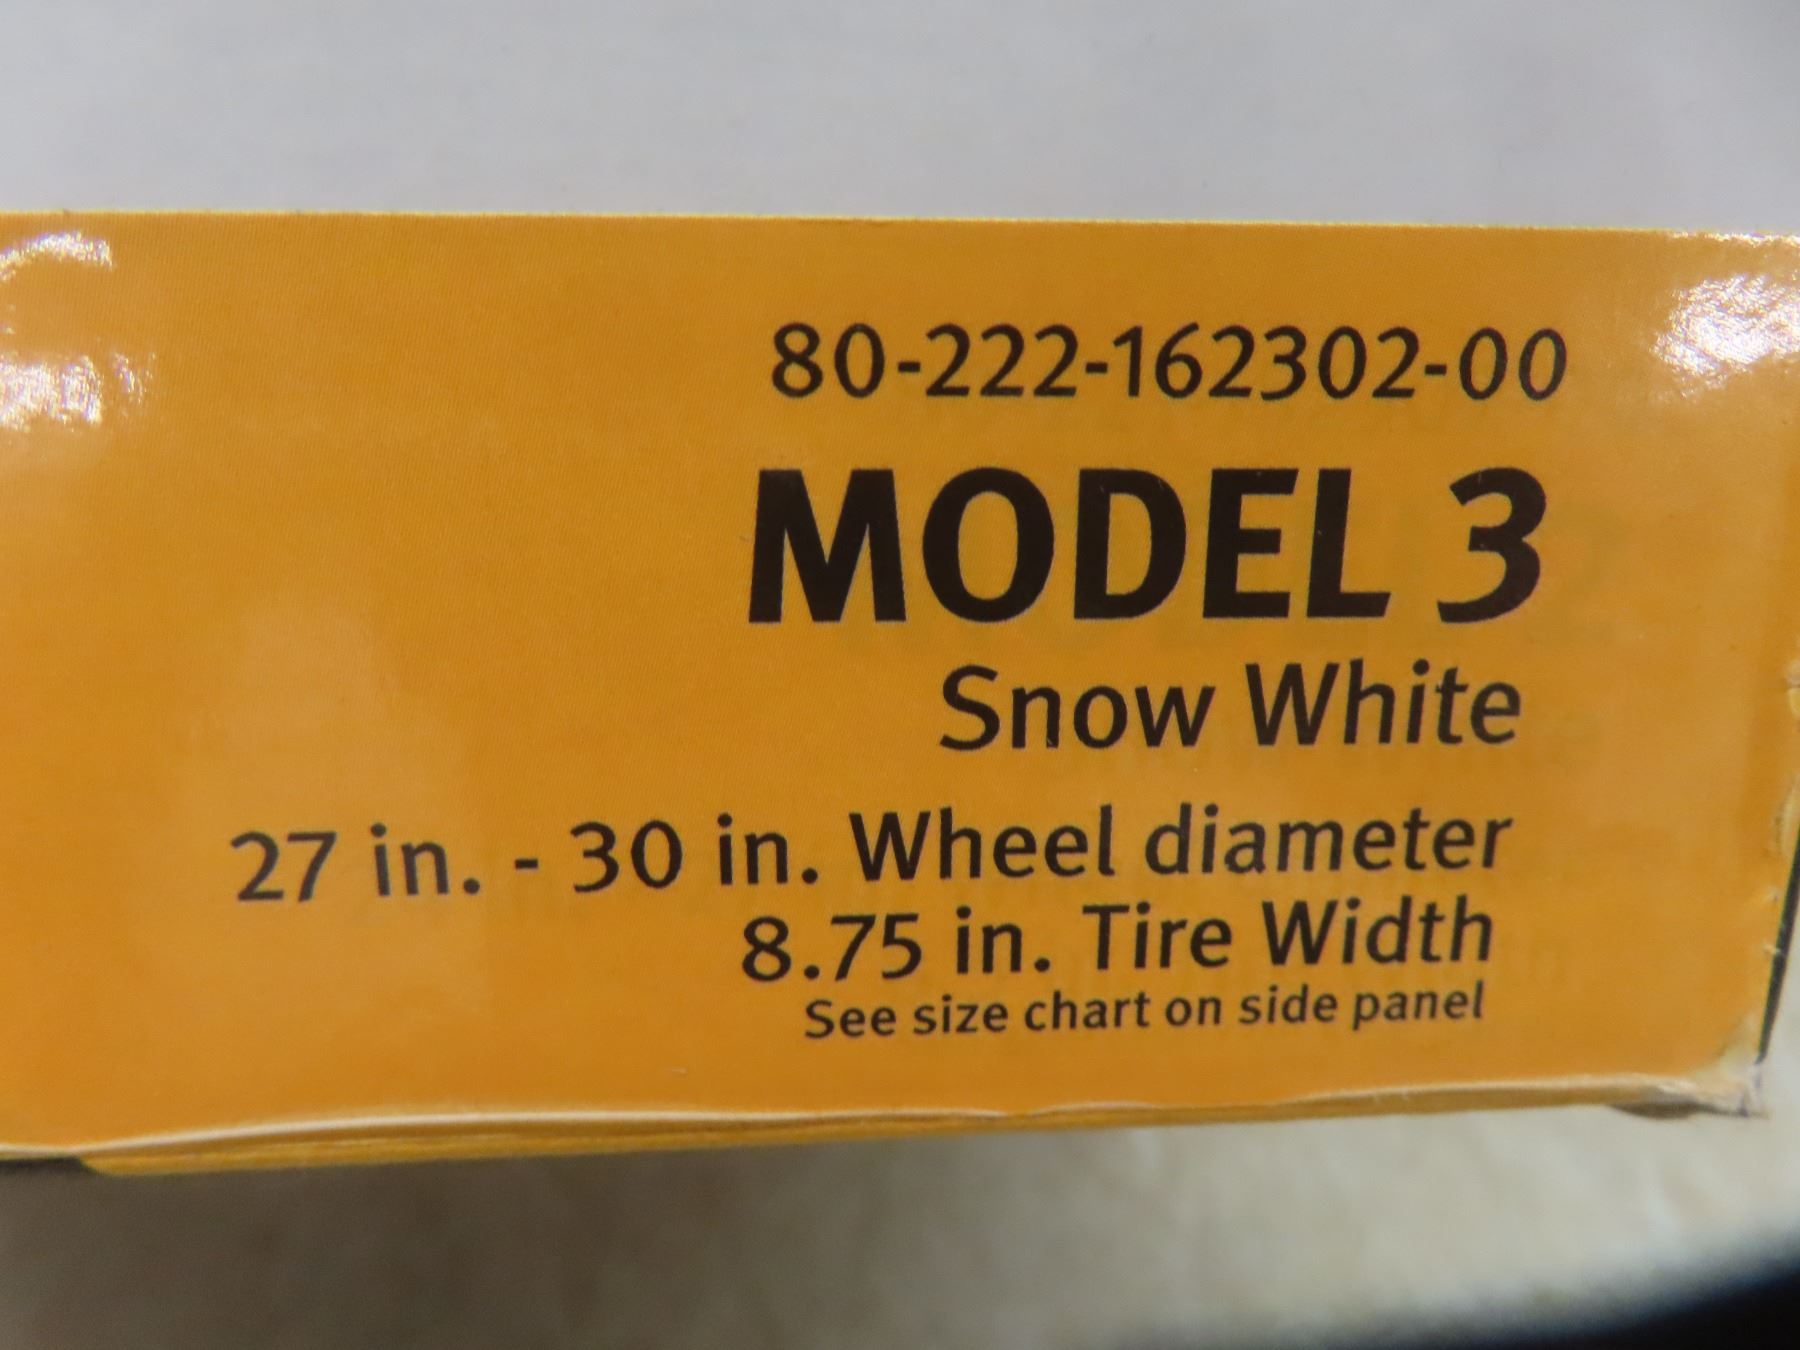 80-222-162302-00
MODEL 3
Snow White
27 in. - 30 in. Wheel diameter
8.75 in. Tire Width
See size chart on side panel